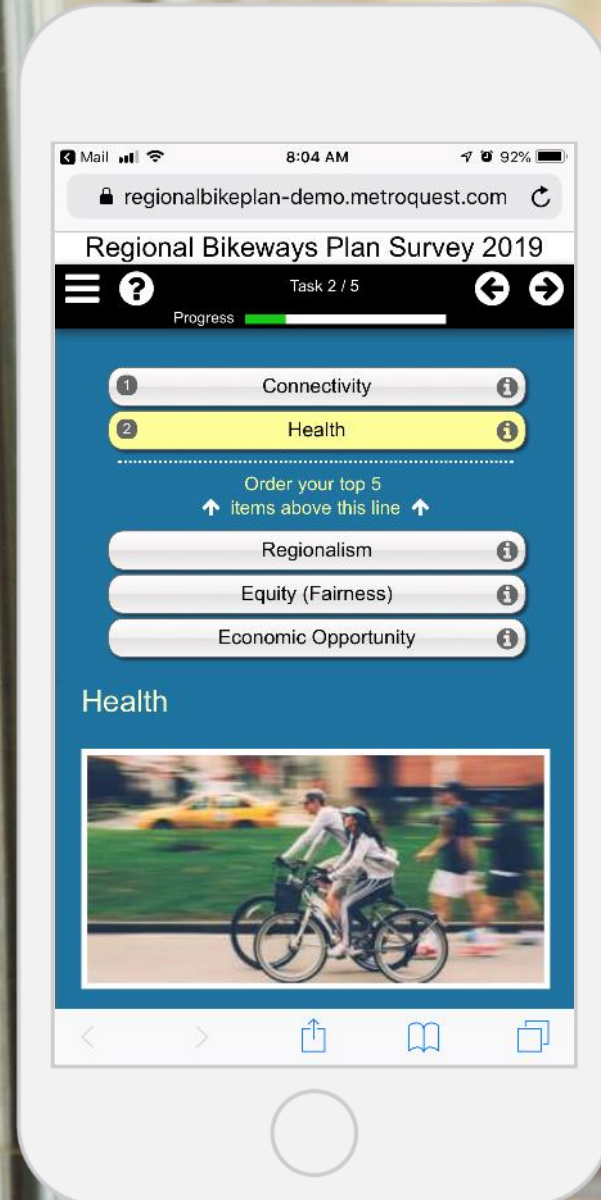 Mail 8:04 AM 92%
regionalbikeplan-demo.metroquest.com
Regional Bikeways Plan Survey 2019
Task 2 / 5
Progress
1 Connectivity
2 Health
Order your top 5
items above this line
Regionalism
Equity (Fairness)
Economic Opportunity
Health